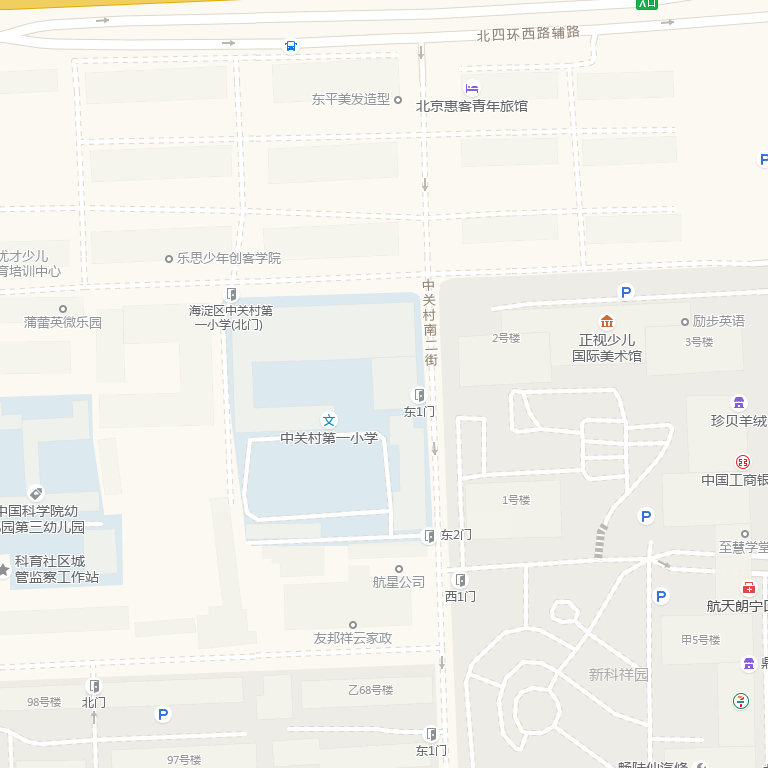 入口
北四环西路辅路
东平美发造型
北京惠客青年旅馆
P
优才少儿
育培训中心
乐思少年创客学院
中关村南二街
P
海淀区中关村第
一小学(北门)
蒲蕾英微乐园
正视少儿
国际美术馆
励步英语
2号楼
3号楼
东1门
文
中关村第一小学
珍贝羊绒
中国工商银
1号楼
中国科学院幼
儿园第三幼儿园
P
东2门
至慧学堂
科育社区城
管监察工作站
航星公司
西1门
P
航天朗宁
友邦祥云家政
甲5号楼
新科祥园
乙68号楼
98号楼
北门
P
东1门
97号楼